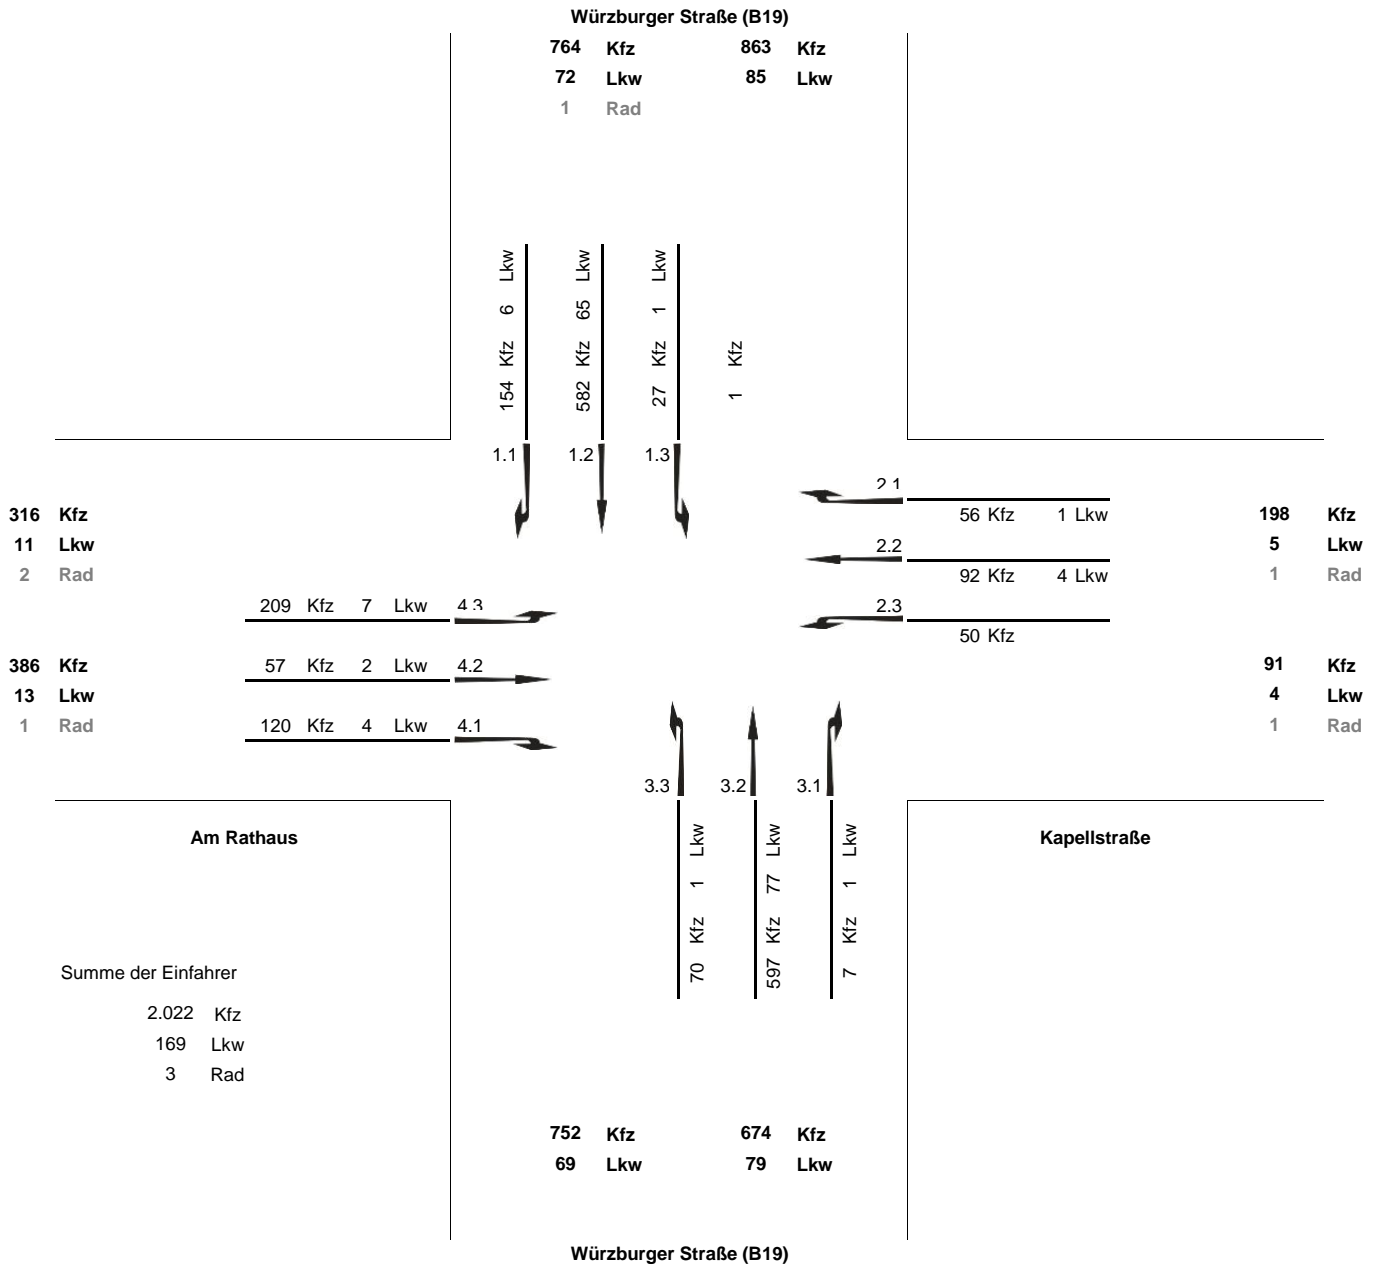 Würzburger Straße (B19)
764 Kfz 863 Kfz
72 Lkw 85 Lkw
1 Rad
154 Kfz 6 Lkw
582 Kfz 65 Lkw
27 Kfz 1 Lkw
1 Kfz
1.1 1.2 1.3
2.1
56 Kfz 1 Lkw
2.2
92 Kfz 4 Lkw
2.3
50 Kfz
316 Kfz
11 Lkw
2 Rad
198 Kfz
5 Lkw
1 Rad
209 Kfz 7 Lkw 4.3
57 Kfz 2 Lkw 4.2
120 Kfz 4 Lkw 4.1
386 Kfz
13 Lkw
1 Rad
91 Kfz
4 Lkw
1 Rad
3.3 3.2 3.1
70 Kfz 1 Lkw
597 Kfz 77 Lkw
7 Kfz 1 Lkw
Am Rathaus
Kapellstraße
Summe der Einfahrer
2.022 Kfz
169 Lkw
3 Rad
752 Kfz 674 Kfz
69 Lkw 79 Lkw
Würzburger Straße (B19)